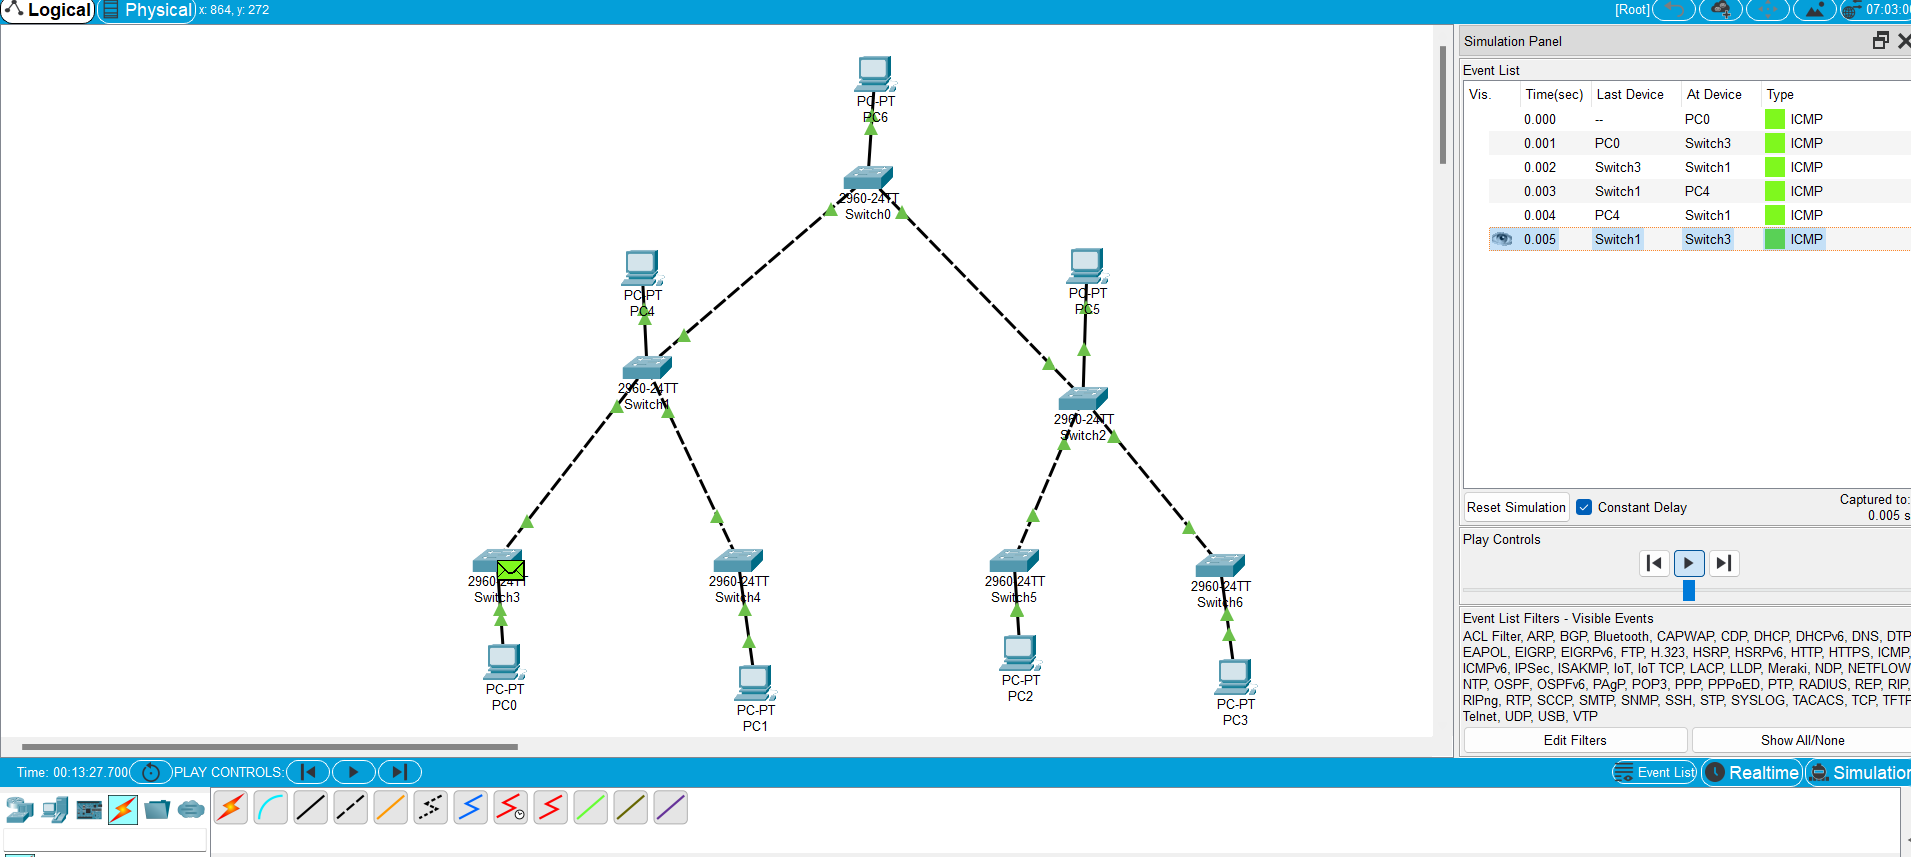 Logical Physical x: 864, y: 272 [Root] 07:03:0
Simulation Panel
Event List
Vis. Time(sec) Last Device At Device Type
0.000 -- PC0 ICMP
0.001 PC0 Switch3 ICMP
0.002 Switch3 Switch1 ICMP
0.003 Switch1 PC4 ICMP
0.004 PC4 Switch1 ICMP
0.005 Switch1 Switch3 ICMP
Reset Simulation Constant Delay
Captured to:
0.005 s
Play Controls
Event List Filters - Visible Events
ACL Filter, ARP, BGP, Bluetooth, CAPWAP, CDP, DHCP, DHCPv6, DNS, DTP
EAPOL, EIGRP, EIGRPv6, FTP, H.323, HSRP, HSRPv6, HTTP, HTTPS, ICMP,
ICMPv6, IPSec, ISAKMP, IoT, IoT TCP, LACP, LLDP, Meraki, NDP, NETFLOW
NTP, OSPF, OSPFv6, PAgP, POP3, PPP, PPPoED, PTP, RADIUS, REP, RIP,
RIPng, RTP, SCCP, SMTP, SNMP, SSH, STP, SYSLOG, TACACS, TCP, TFTP
Telnet, UDP, USB, VTP
Edit Filters Show All/None
PC-PT
PC6
2960-24TT
Switch0
PC-PT
PC4
PC-PT
PC5
2960-24TT
Switch1
2960-24TT
Switch2
2960-24TT
Switch3
2960-24TT
Switch4
2960-24TT
Switch5
2960-24TT
Switch6
PC-PT
PC0
PC-PT
PC1
PC-PT
PC2
PC-PT
PC3
Time: 00:13:27.700 PLAY CONTROLS: Event List Realtime Simulation